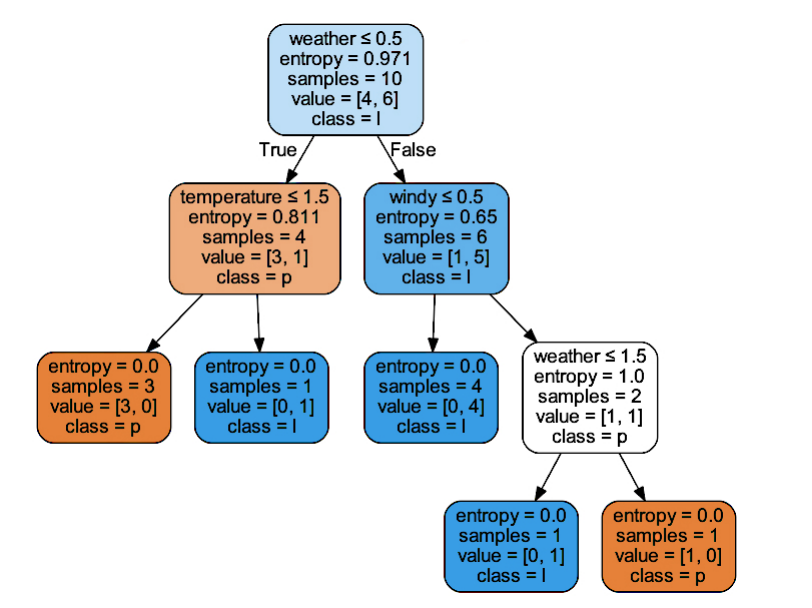 weather ≤ 0.5
entropy = 0.971
samples = 10
value = [4, 6]
class = l
True
False
temperature ≤ 1.5
entropy = 0.811
samples = 4
value = [3, 1]
class = p
windy ≤ 0.5
entropy = 0.65
samples = 6
value = [1, 5]
class = l
entropy = 0.0
samples = 3
value = [3, 0]
class = p
entropy = 0.0
samples = 1
value = [0, 1]
class = l
entropy = 0.0
samples = 4
value = [0, 4]
class = l
weather ≤ 1.5
entropy = 1.0
samples = 2
value = [1, 1]
class = p
entropy = 0.0
samples = 1
value = [0, 1]
class = l
entropy = 0.0
samples = 1
value = [1, 0]
class = p